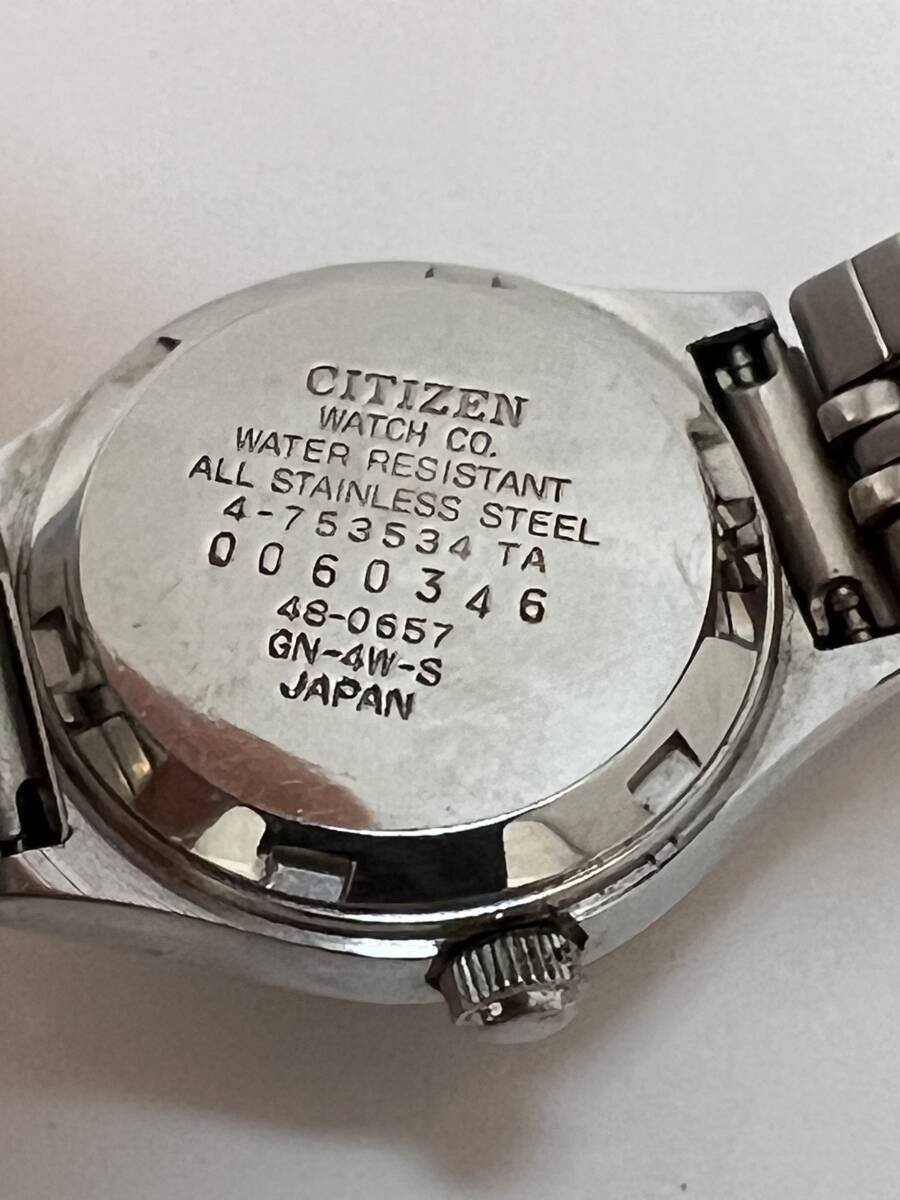 CITIZEN
WATCH CO.
WATER RESISTANT
ALL STAINLESS STEEL
4-753534 TA
0060346
48-0657
GN-4W-S
JAPAN